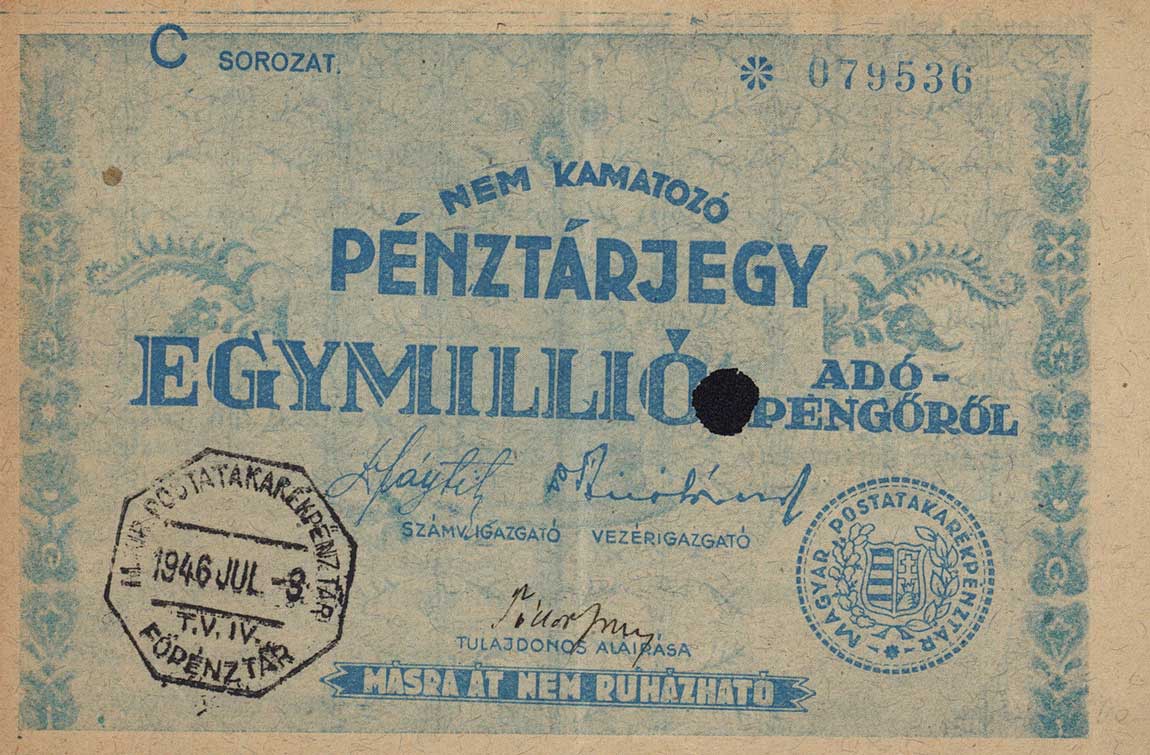 C SOROZAT.
* 079536
NEM KAMATOZÓ
PÉNZTÁRJEGY
EGYMILLIÓ
ADÓ-
PENGŐRŐL
SZÁMV. IGAZGATÓ
VEZÉRIGAZGATÓ
M. KIR. POSTATAKARÉKPÉNZTÁR
1946 JUL -8.
T.V. IV.
FŐPÉNZTÁR
MAGYAR POSTATAKARÉKPÉNZTÁR *
TULAJDONOS ALÁIRÁSA
MÁSRA ÁT NEM RUHÁZHATÓ